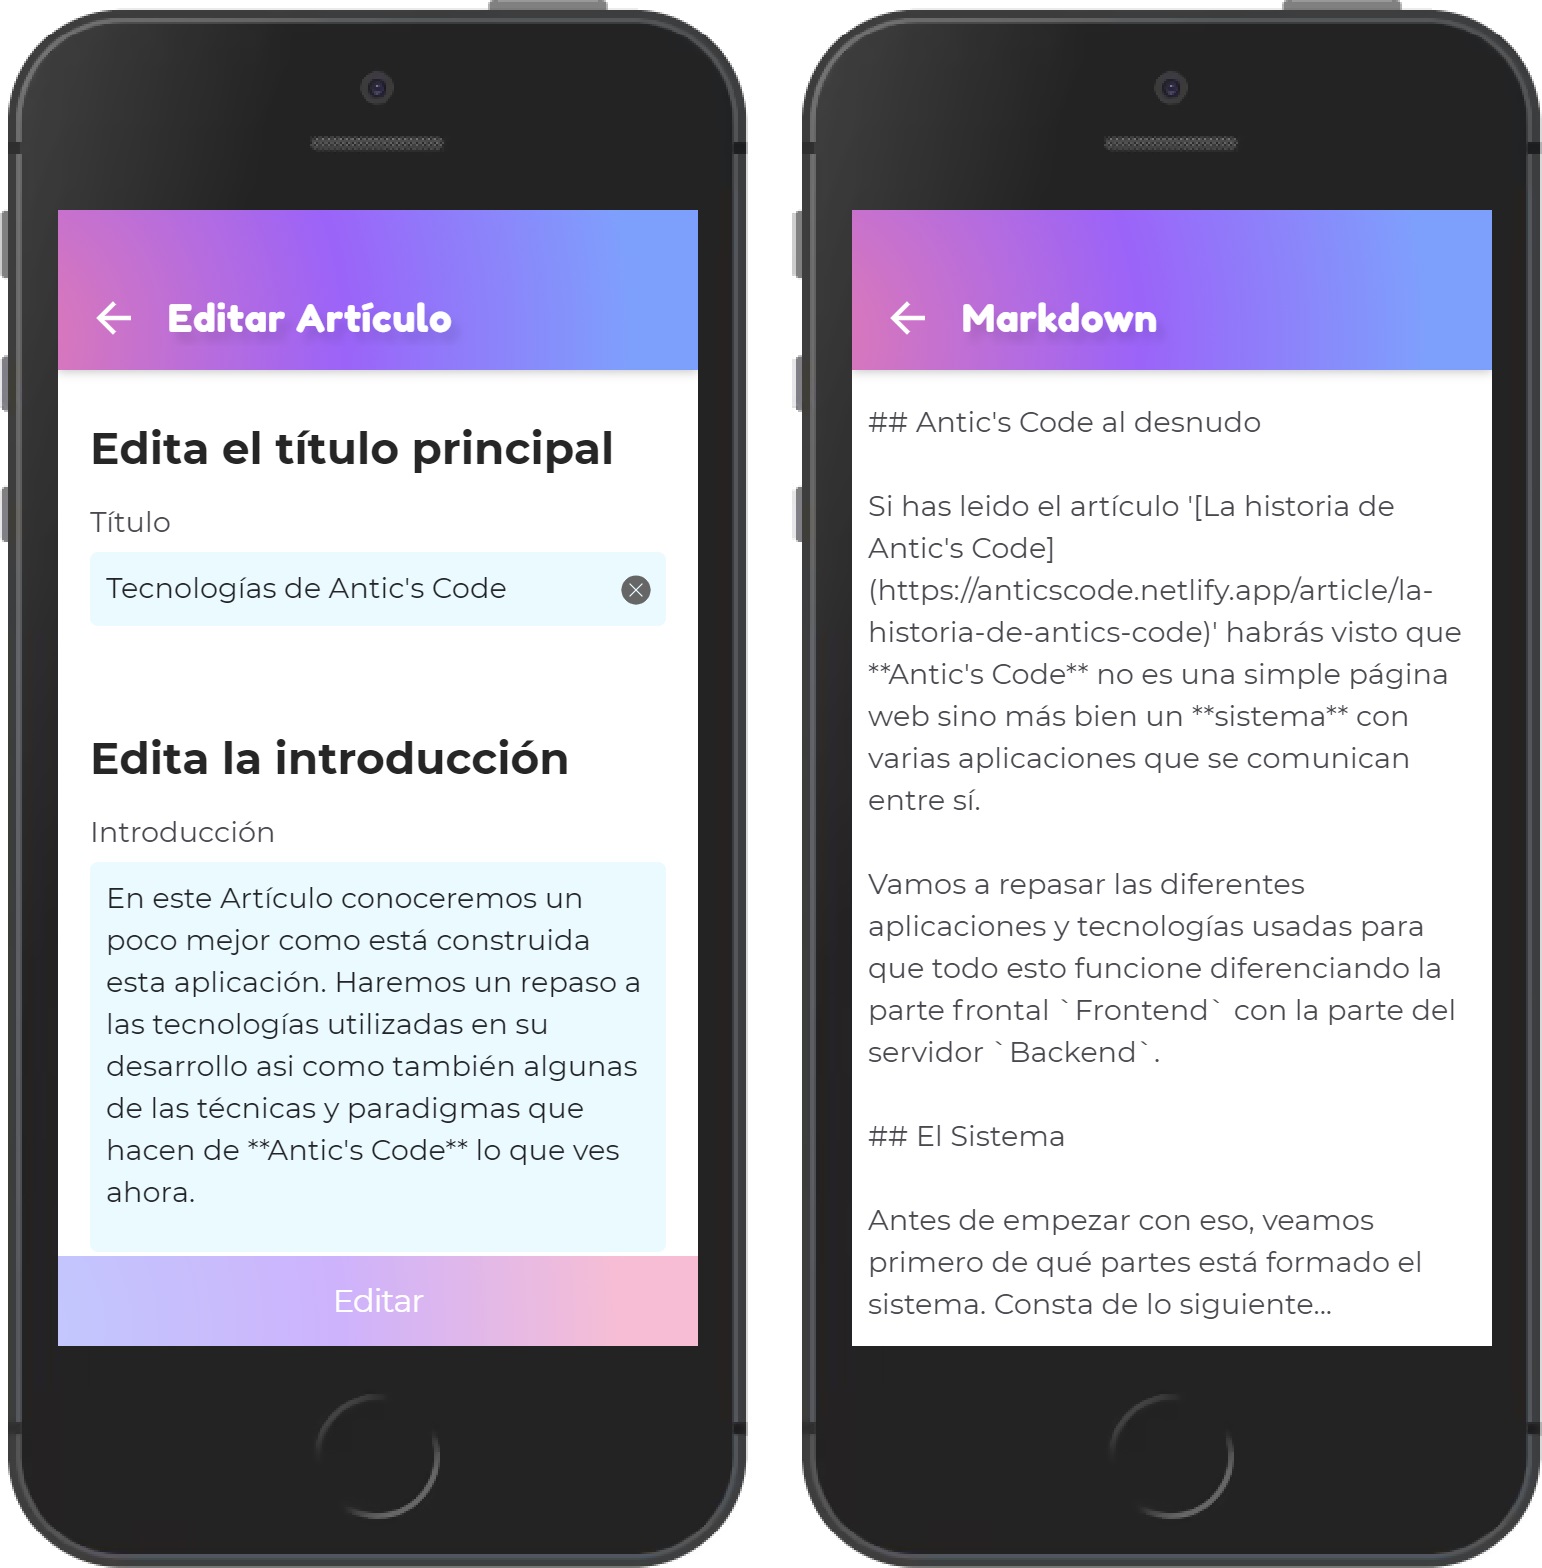 Editar Artículo
Edita el título principal
Título
Tecnologías de Antic's Code
Edita la introducción
Introducción
En este Artículo conoceremos un
poco mejor como está construida
esta aplicación. Haremos un repaso a
las tecnologías utilizadas en su
desarrollo asi como también algunas
de las técnicas y paradigmas que
hacen de **Antic's Code** lo que ves
ahora.
Editar
Markdown
## Antic's Code al desnudo
Si has leido el artículo '[La historia de
Antic's Code]
(https://anticscode.netlify.app/article/la-
historia-de-antics-code)' habrás visto que
**Antic's Code** no es una simple página
web sino más bien un **sistema** con
varias aplicaciones que se comunican
entre sí.
Vamos a repasar las diferentes
aplicaciones y tecnologías usadas para
que todo esto funcione diferenciando la
parte frontal `Frontend` con la parte del
servidor `Backend`.
## El Sistema
Antes de empezar con eso, veamos
primero de qué partes está formado el
sistema. Consta de lo siguiente...